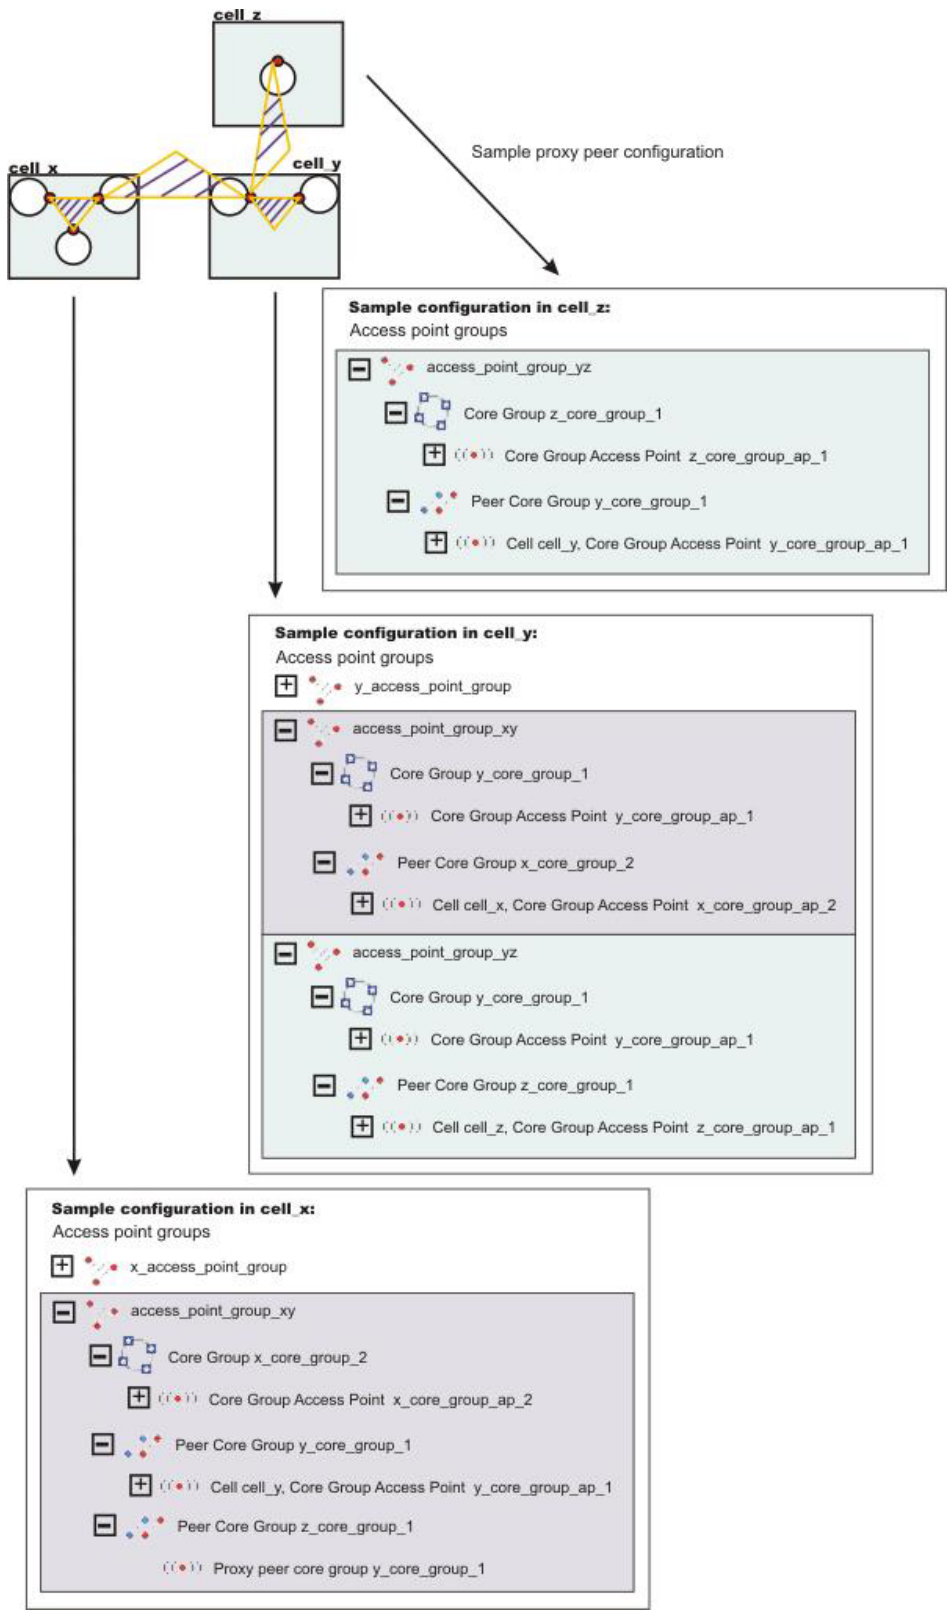 cell_z
cell_x
cell_y
Sample proxy peer configuration
Sample configuration in cell_z:
Access point groups
access_point_group_yz
Core Group z_core_group_1
Core Group Access Point z_core_group_ap_1
Peer Core Group y_core_group_1
Cell cell_y, Core Group Access Point y_core_group_ap_1
Sample configuration in cell_y:
Access point groups
y_access_point_group
access_point_group_xy
Core Group y_core_group_1
Core Group Access Point y_core_group_ap_1
Peer Core Group x_core_group_2
Cell cell_x, Core Group Access Point x_core_group_ap_2
access_point_group_yz
Core Group y_core_group_1
Core Group Access Point y_core_group_ap_1
Peer Core Group z_core_group_1
Cell cell_z, Core Group Access Point z_core_group_ap_1
Sample configuration in cell_x:
Access point groups
x_access_point_group
access_point_group_xy
Core Group x_core_group_2
Core Group Access Point x_core_group_ap_2
Peer Core Group y_core_group_1
Cell cell_y, Core Group Access Point y_core_group_ap_1
Peer Core Group z_core_group_1
Proxy peer core group y_core_group_1